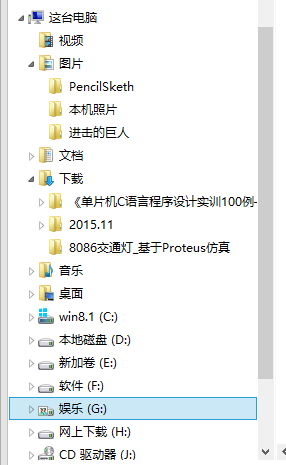 这台电脑
视频
图片
PencilSketh
本机照片
进击的巨人
文档
下载
《单片机C语言程序设计实训100例-
2015.11
8086交通灯_基于Proteus仿真
音乐
桌面
win8.1 (C:)
本地磁盘 (D:)
新加卷 (E:)
软件 (F:)
娱乐 (G:)
网上下载 (H:)
CD 驱动器 (J:)